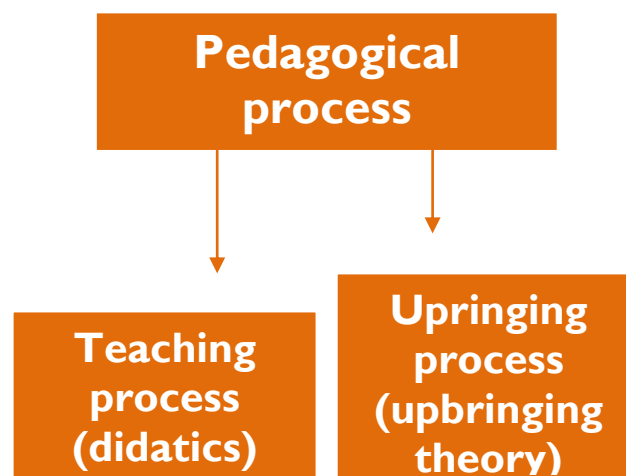 Pedagogical
process
Teaching
process
(didatics)
Upringing
process
(upbringing
theory)